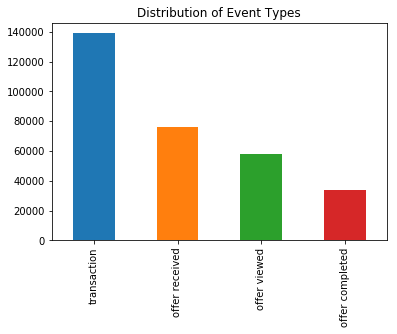 Distribution of Event Types
140000
120000
100000
80000
60000
40000
20000
0
transaction
offer received
offer viewed
offer completed